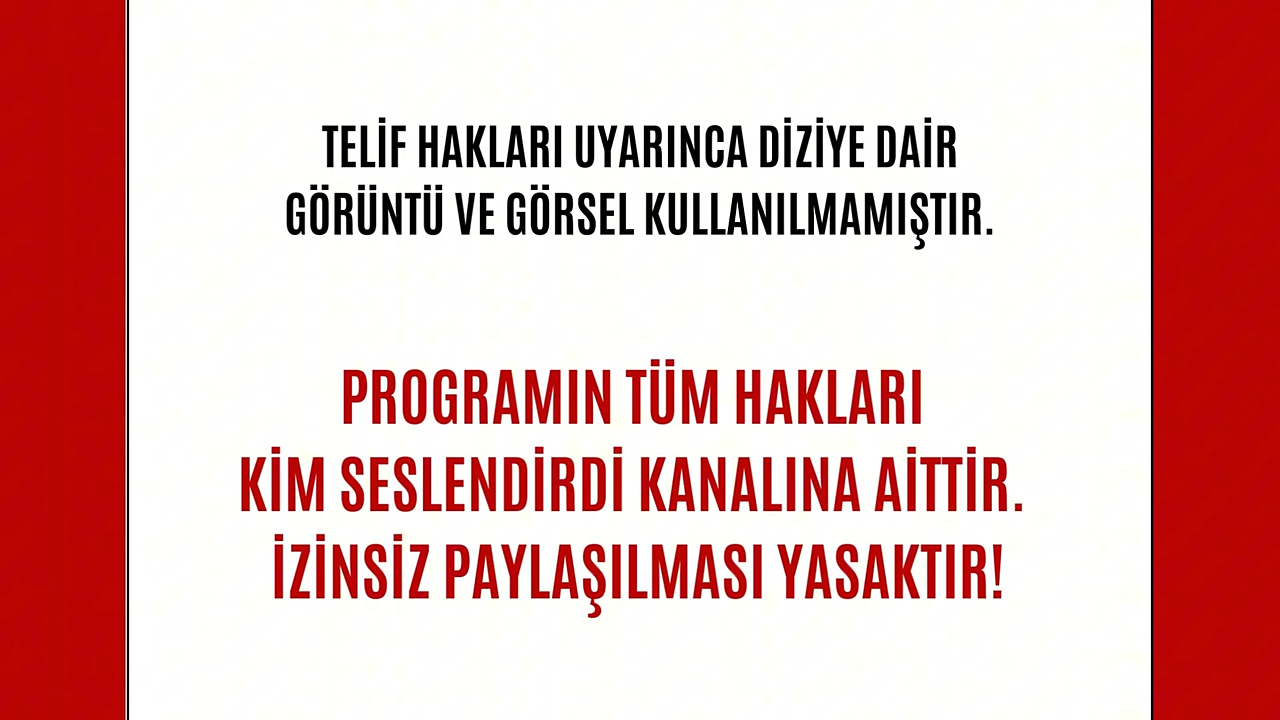 TELİF HAKLARI UYARINCA DİZİYE DAİR
GÖRÜNTÜ VE GÖRSEL KULLANILMAMIŞTIR.
PROGRAMIN TÜM HAKLARI
KİM SESLENDİRDİ KANALINA AİTTİR.
İZİNSİZ PAYLAŞILMASI YASAKTIR!